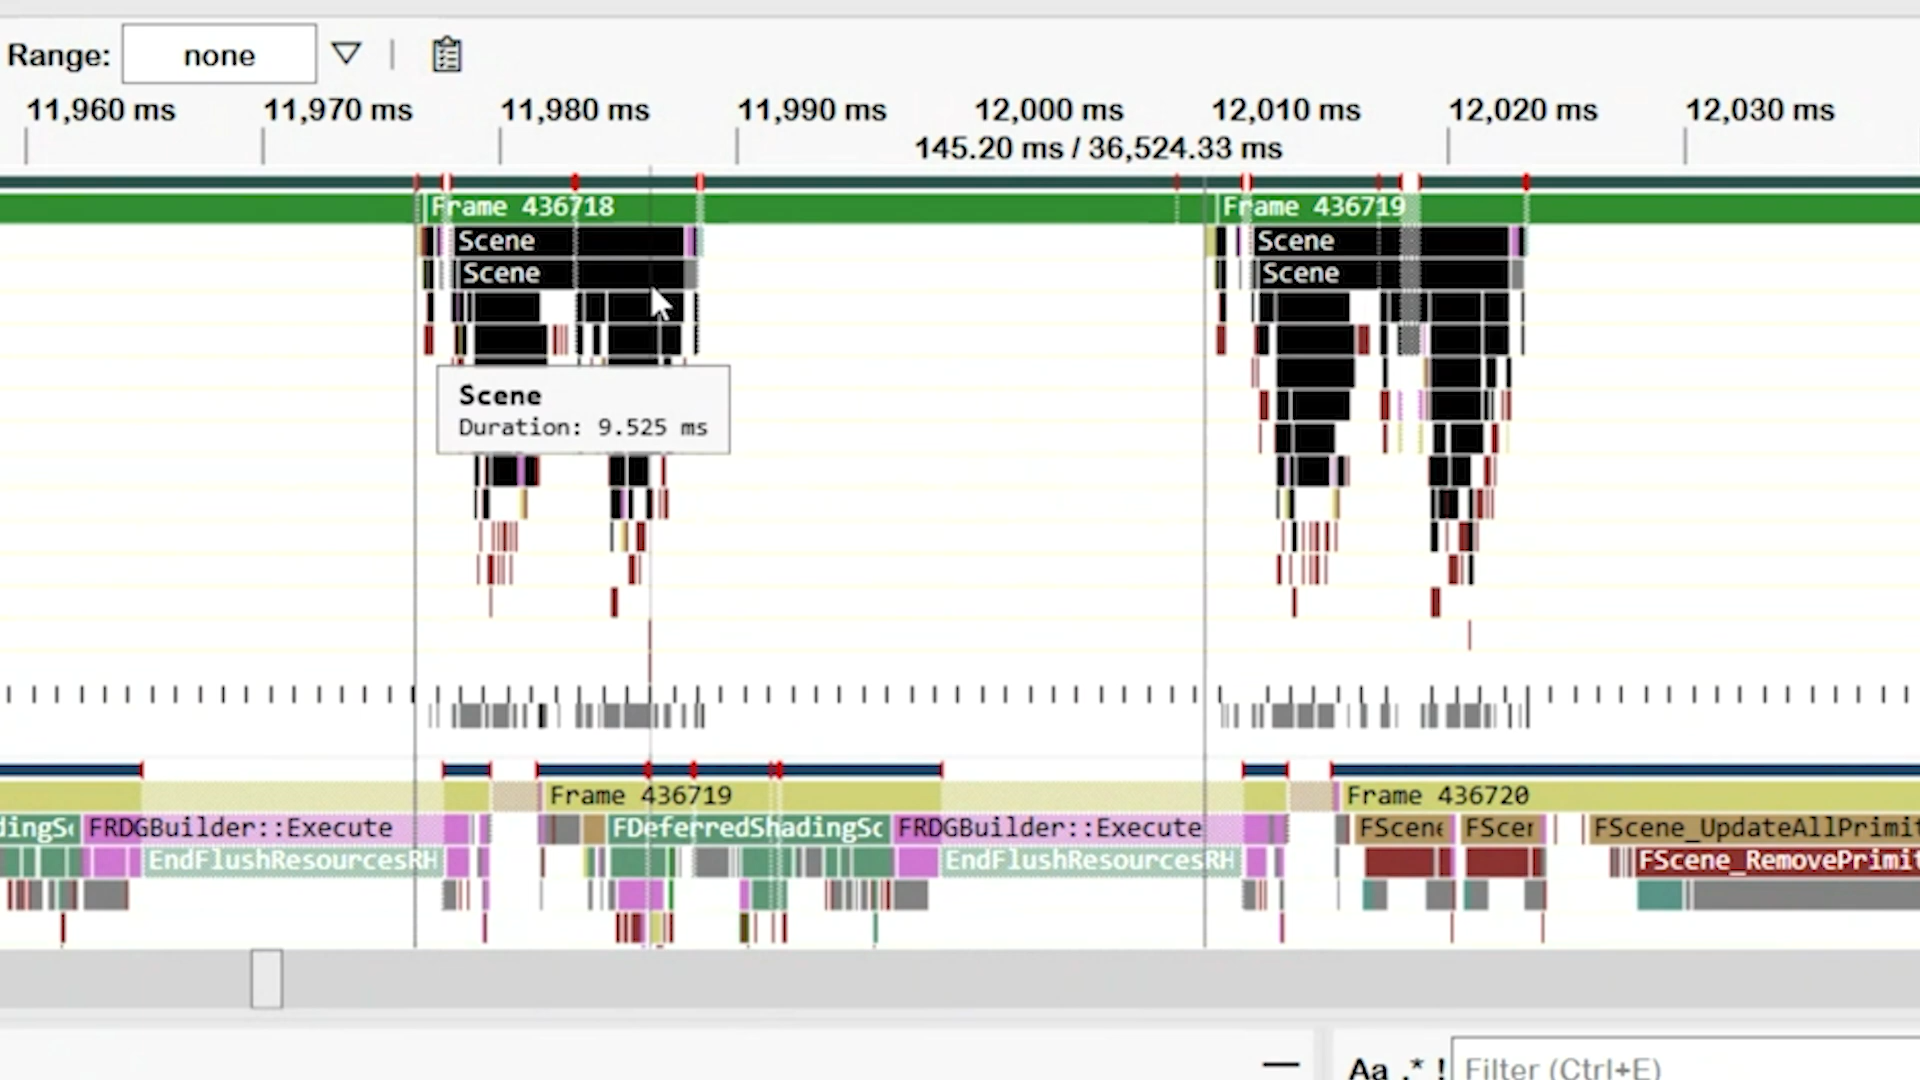 Range: none
11,960 ms 11,970 ms 11,980 ms 11,990 ms 12,000 ms 12,010 ms 12,020 ms 12,030 ms
145.20 ms / 36,524.33 ms
Frame 436718 Frame 436719
Scene Scene
Scene Scene
Scene
Duration: 9.525 ms
Frame 436719 Frame 436720
dingSc FRDGBuilder::Execute FDeferredShadingSc FRDGBuilder::Execute FScene FScer FScene_UpdateAllPrimit
EndFlushResourcesRH EndFlushResourcesRH FScene_RemovePrimit
Aa .* ! Filter (Ctrl+E)